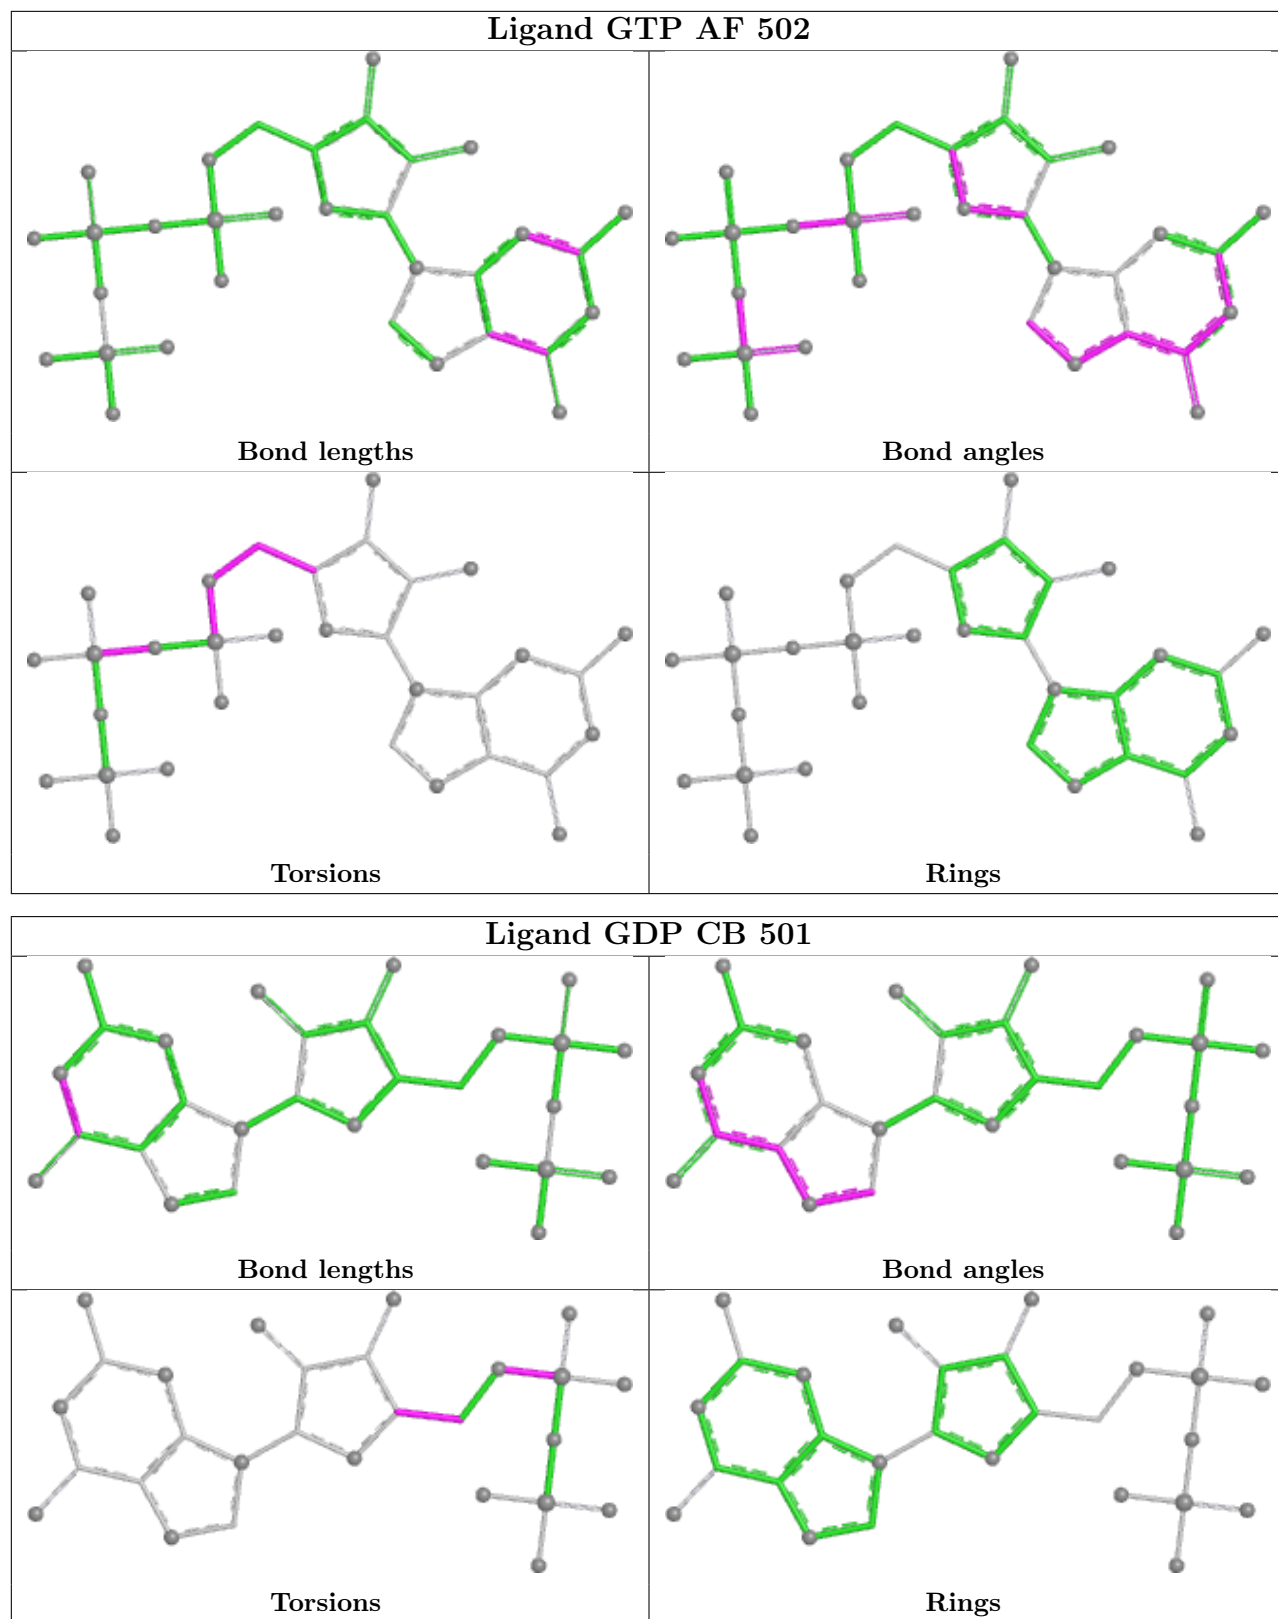 Ligand GTP AF 502
Bond lengths
Bond angles
Torsions
Rings
Ligand GDP CB 501
Bond lengths
Bond angles
Torsions
Rings